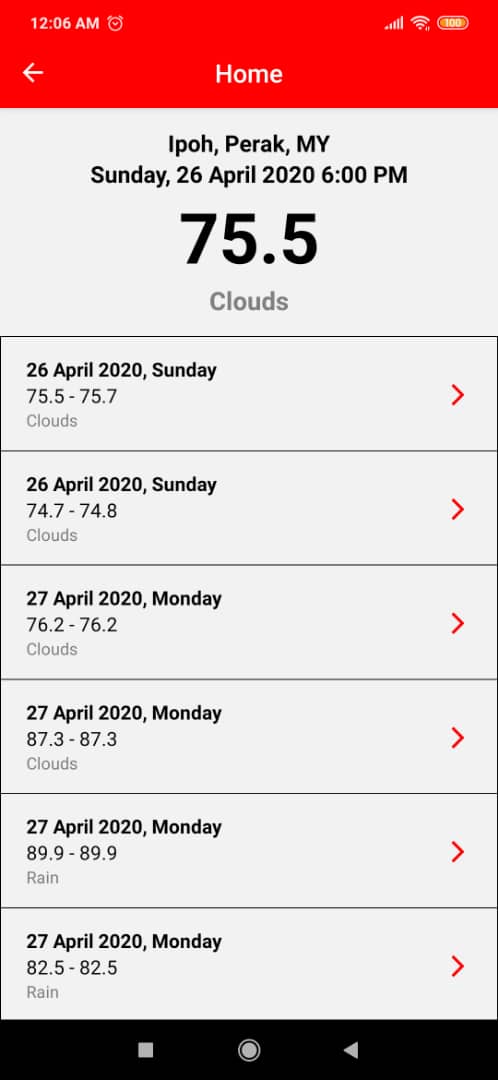 12:06 AM
100
Home
Ipoh, Perak, MY
Sunday, 26 April 2020 6:00 PM
75.5
Clouds
26 April 2020, Sunday
75.5 - 75.7
Clouds
26 April 2020, Sunday
74.7 - 74.8
Clouds
27 April 2020, Monday
76.2 - 76.2
Clouds
27 April 2020, Monday
87.3 - 87.3
Clouds
27 April 2020, Monday
89.9 - 89.9
Rain
27 April 2020, Monday
82.5 - 82.5
Rain